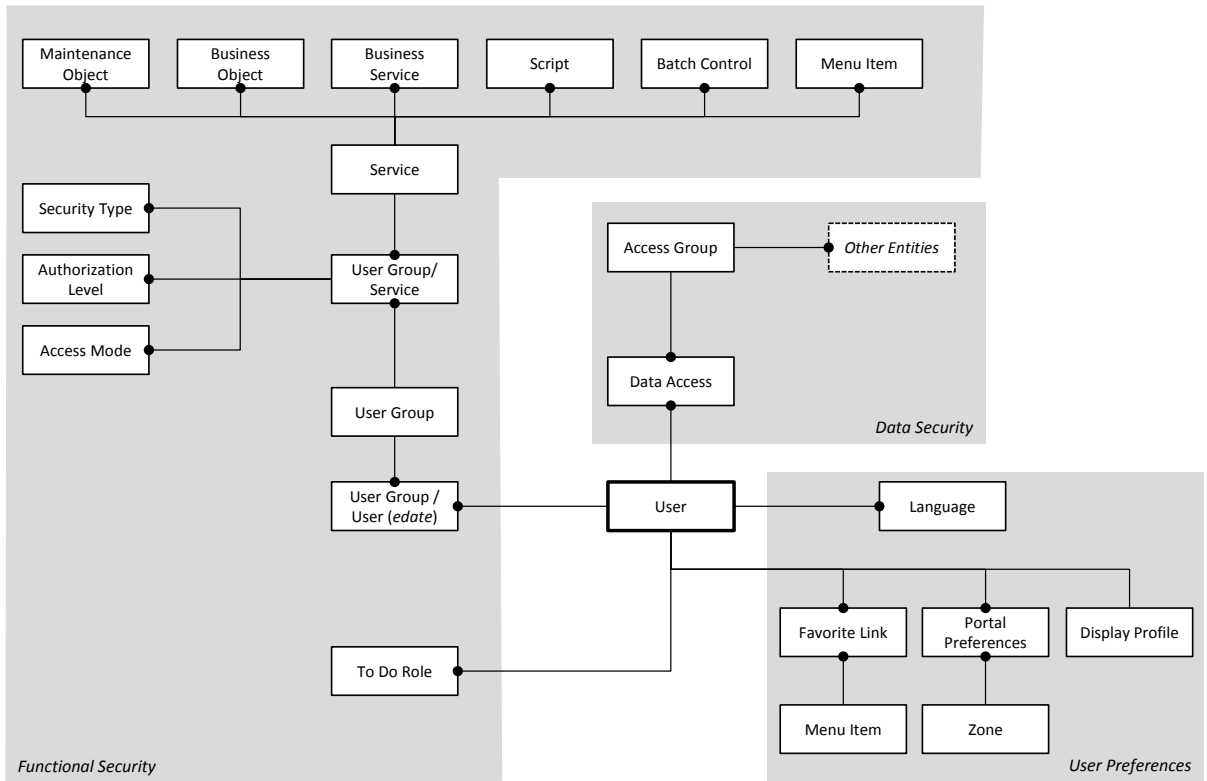 Maintenance
Object
Business
Object
Business
Service
Script
Batch Control
Menu Item
Service
Security Type
Authorization
Level
Access Mode
User Group/
Service
User Group
User Group /
User (edate)
To Do Role
Functional Security
Access Group
Other Entities
Data Access
Data Security
User
Language
Favorite Link
Portal
Preferences
Display Profile
Menu Item
Zone
User Preferences